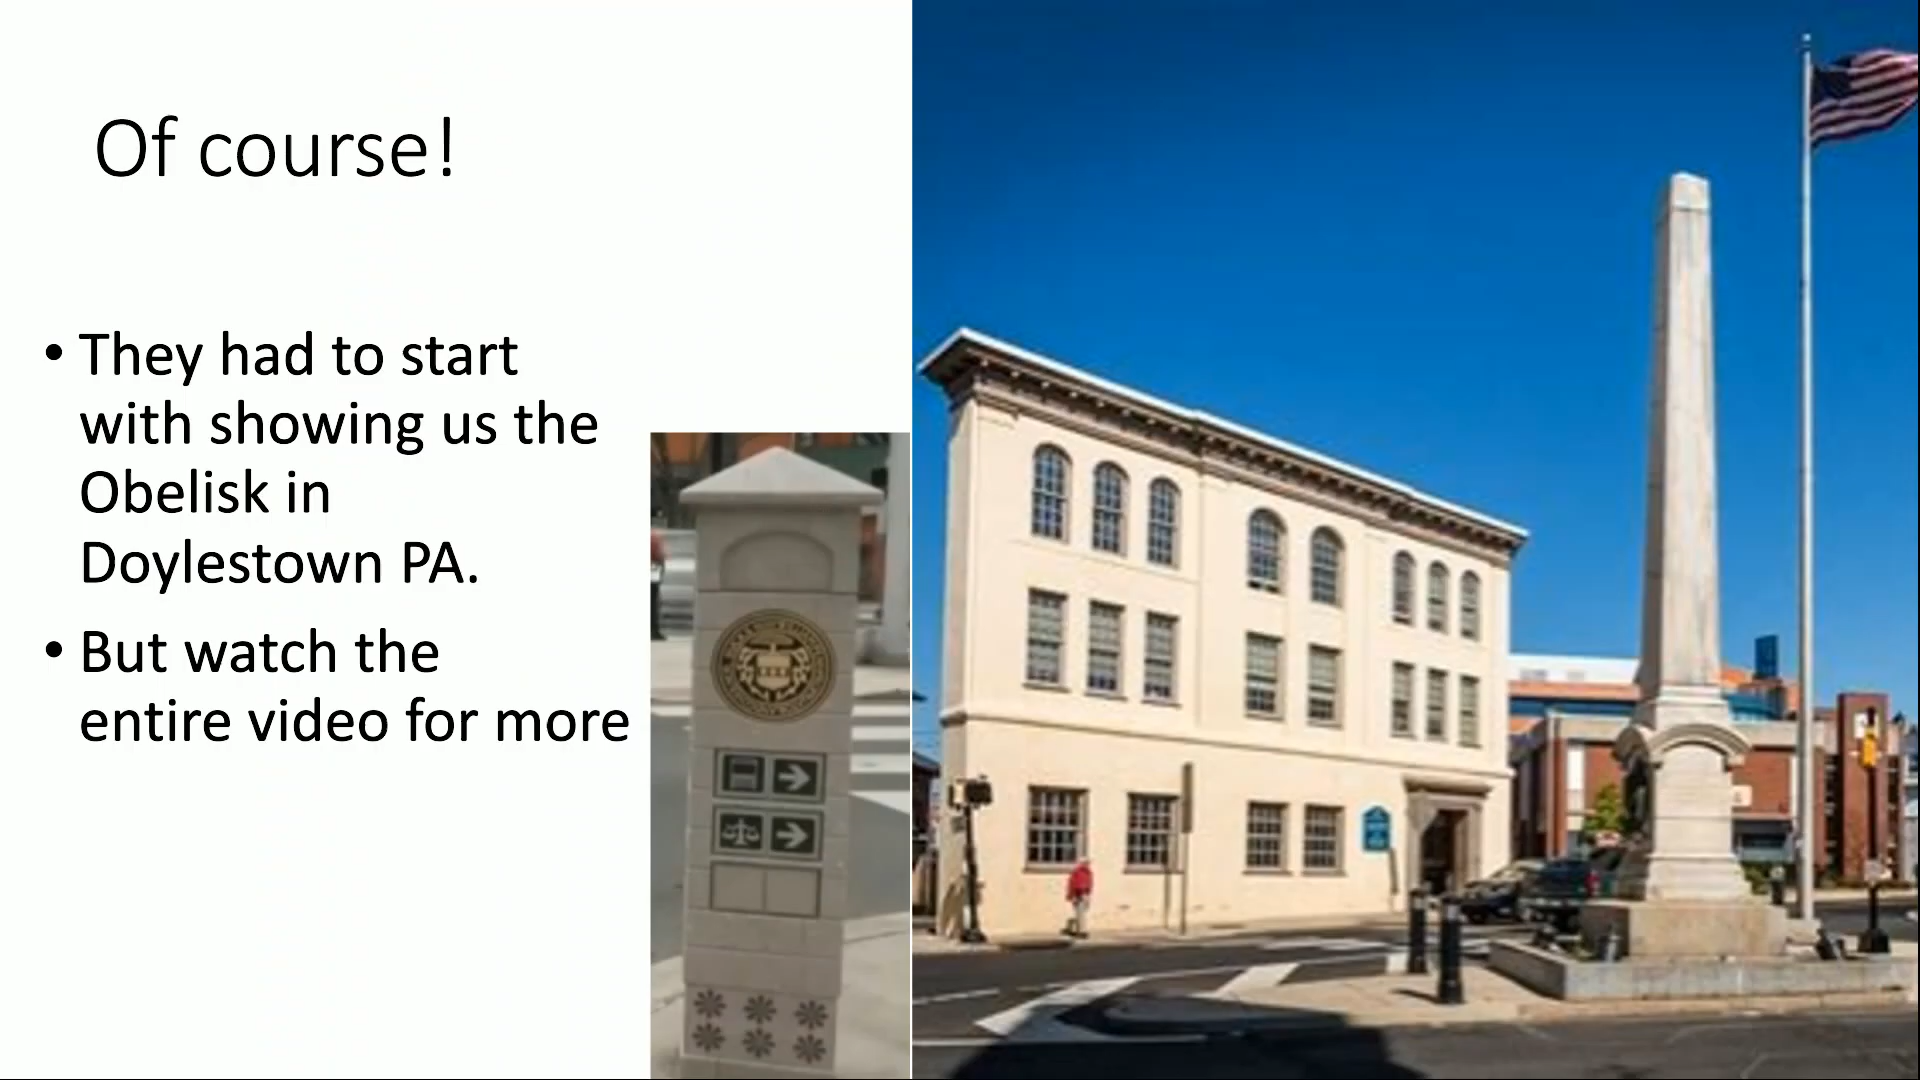 Of course!
• They had to start
with showing us the
Obelisk in
Doylestown PA.
• But watch the
entire video for more